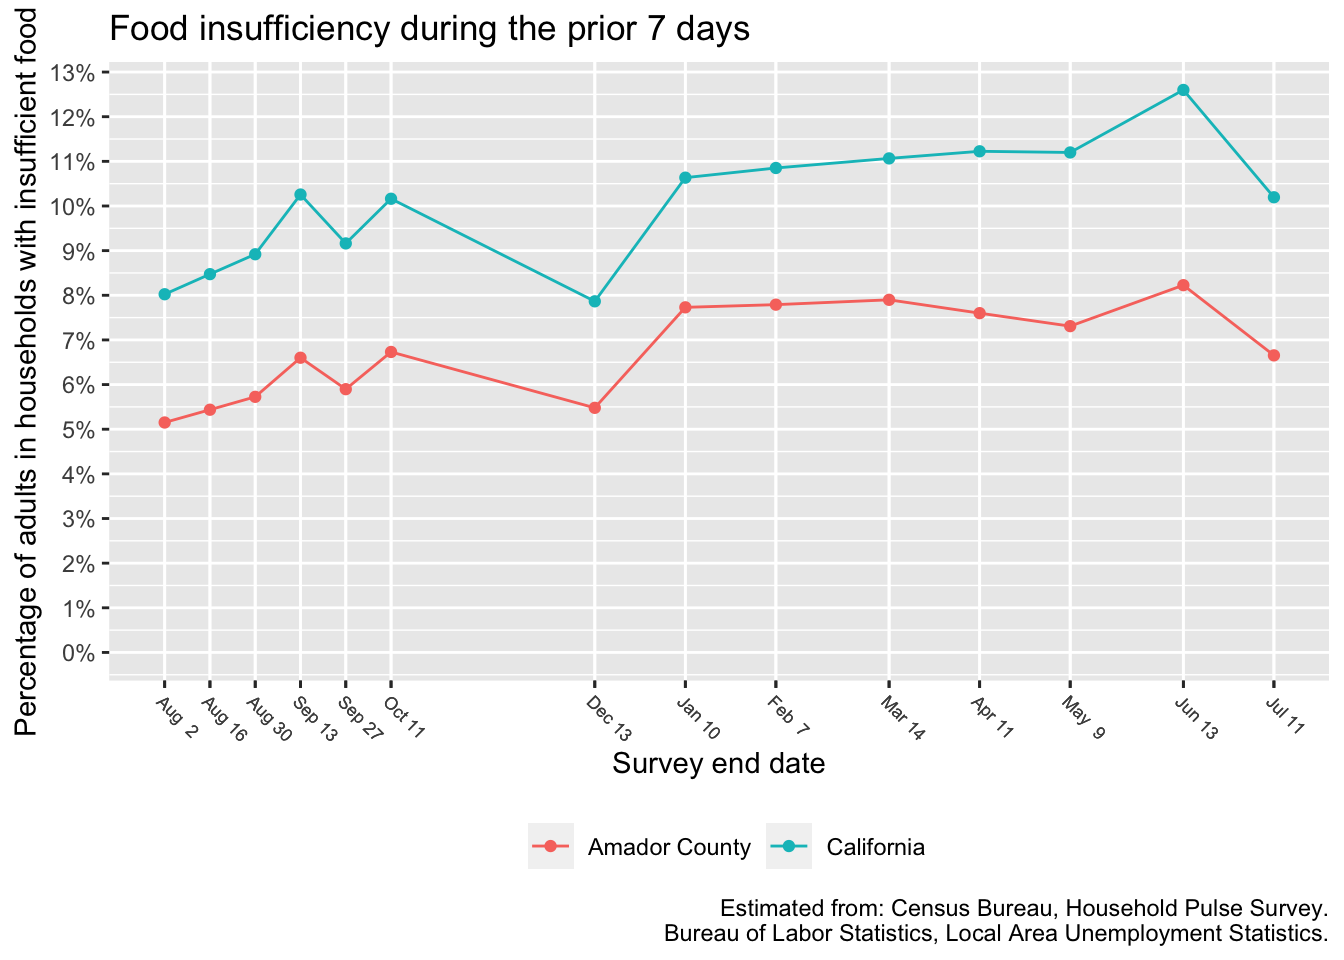 Food insufficiency during the prior 7 days
Percentage of adults in households with insufficient food
13%
12%
11%
10%
9%
8%
7%
6%
5%
4%
3%
2%
1%
0%
Aug 2
Aug 16
Aug 30
Sep 13
Sep 27
Oct 11
Dec 13
Jan 10
Feb 7
Mar 14
Apr 11
May 9
Jun 13
Jul 11
Survey end date
Amador County
California
Estimated from: Census Bureau, Household Pulse Survey.
Bureau of Labor Statistics, Local Area Unemployment Statistics.